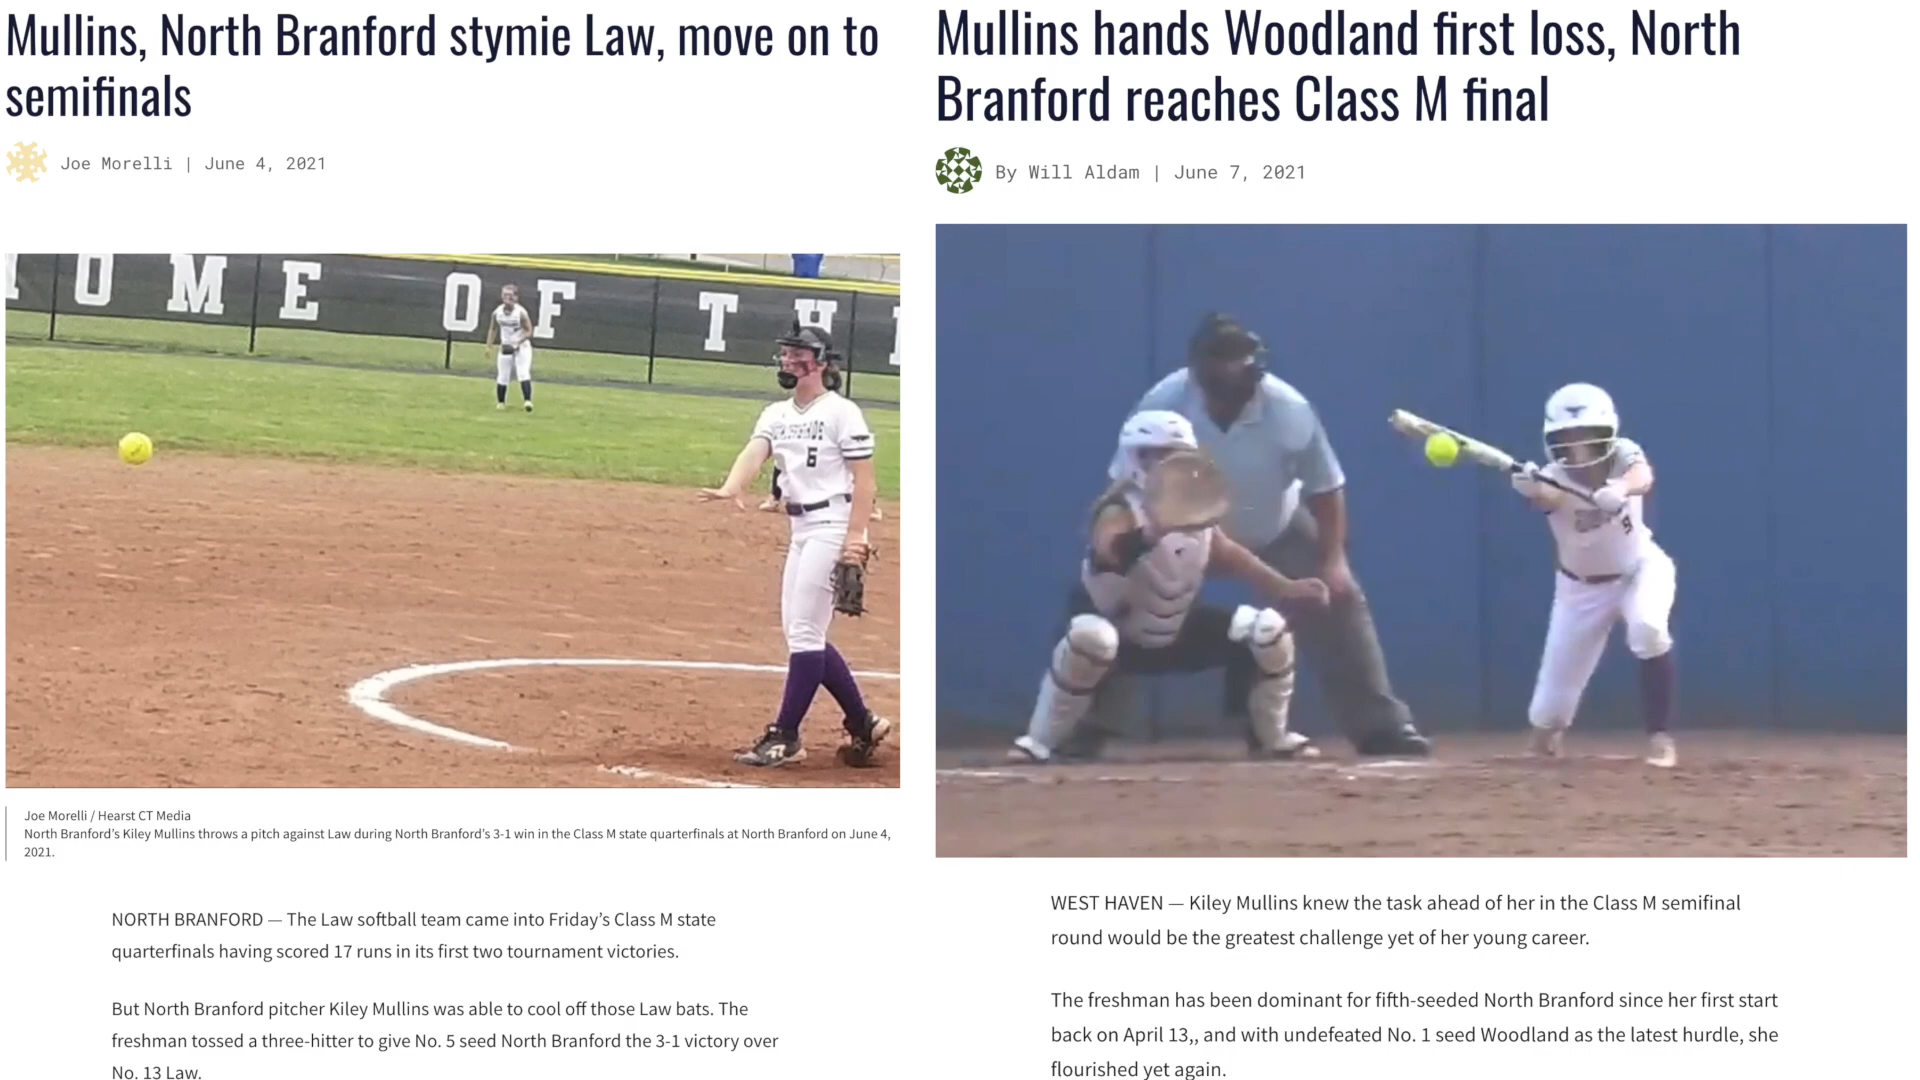 Mullins, North Branford stymie Law, move on to
semifinals
Joe Morelli | June 4, 2021
OME OF TH
6
Joe Morelli / Hearst CT Media
North Branford's Kiley Mullins throws a pitch against Law during North Branford's 3-1 win in the Class M state quarterfinals at North Branford on June 4,
2021.
NORTH BRANFORD — The Law softball team came into Friday's Class M state
quarterfinals having scored 17 runs in its first two tournament victories.
But North Branford pitcher Kiley Mullins was able to cool off those Law bats. The
freshman tossed a three-hitter to give No. 5 seed North Branford the 3-1 victory over
No. 13 Law.
Mullins hands Woodland first loss, North
Branford reaches Class M final
By Will Aldam | June 7, 2021
9
WEST HAVEN — Kiley Mullins knew the task ahead of her in the Class M semifinal
round would be the greatest challenge yet of her young career.
The freshman has been dominant for fifth-seeded North Branford since her first start
back on April 13,, and with undefeated No. 1 seed Woodland as the latest hurdle, she
flourished yet again.